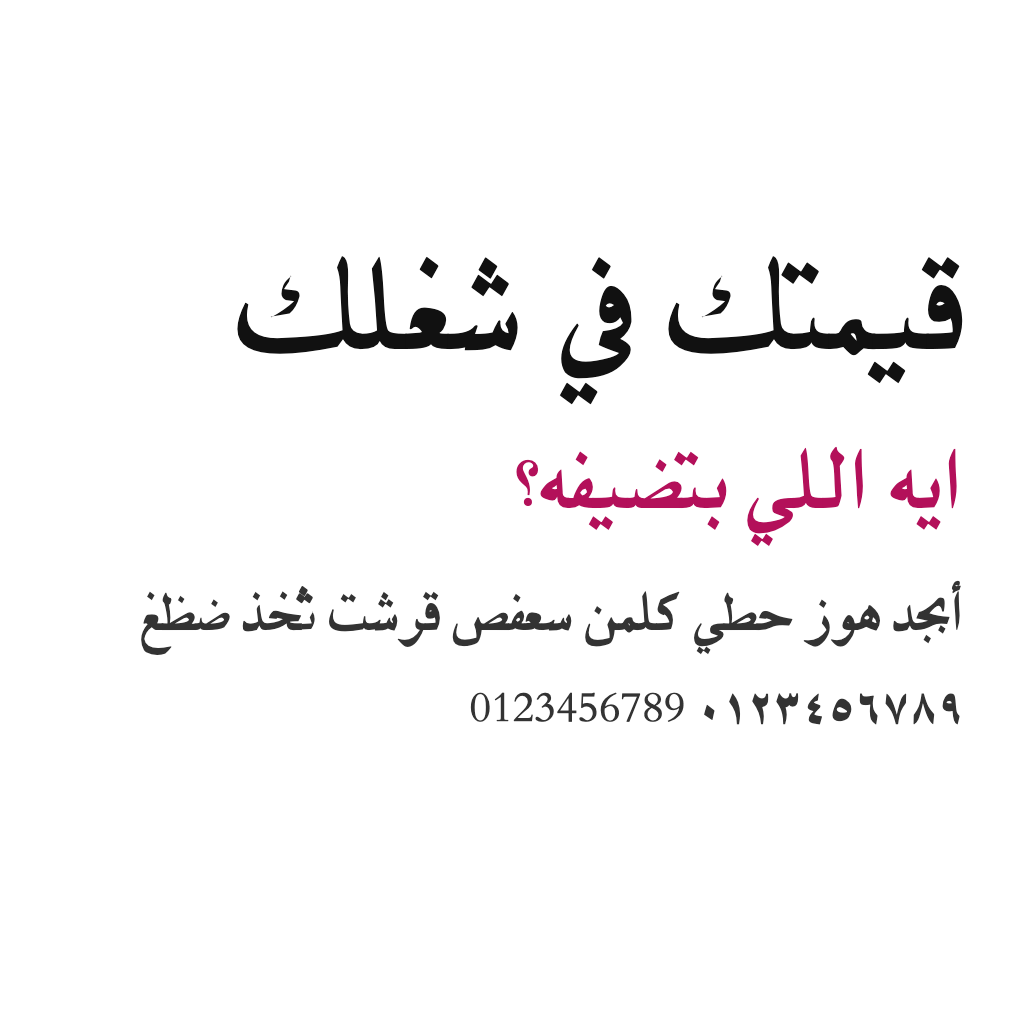 قيمتك في شغلك
ايه اللي بتضيفه؟
أبجد هوز حطي كلمن سعفص قرشت ثخذ ضظغ
٠١٢٣٤٥٦٧٨٩ 0123456789